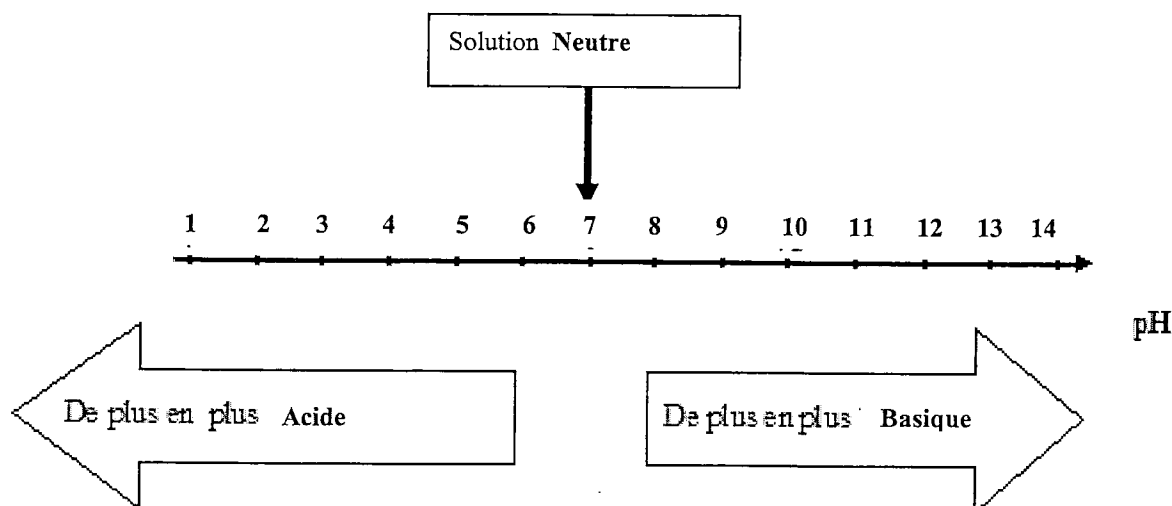 Solution Neutre
1 2 3 4 5 6 7 8 9 10 11 12 13 14
pH
De plus en plus Acide
De plus en plus Basique